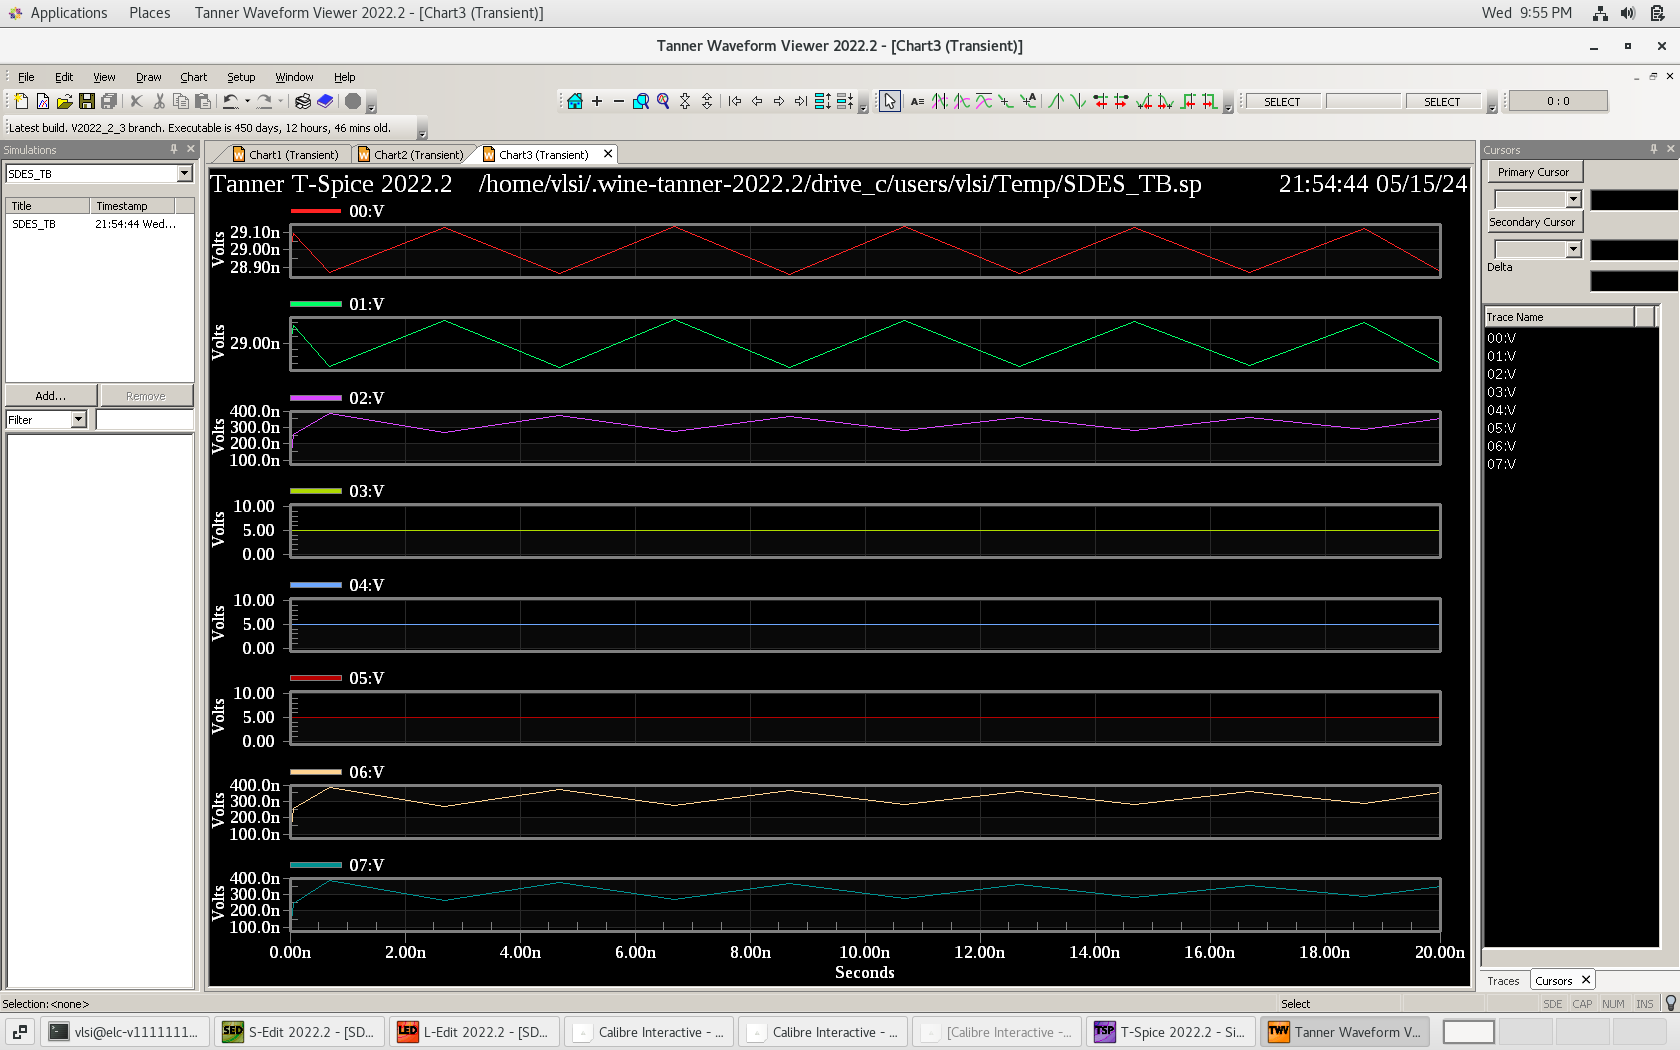 Applications Places Tanner Waveform Viewer 2022.2 - [Chart3 (Transient)] Wed 9:55 PM
Tanner Waveform Viewer 2022.2 - [Chart3 (Transient)]
File Edit View Draw Chart Setup Window Help
SELECT SELECT 0 : 0
Latest build. V2022_2_3 branch. Executable is 450 days, 12 hours, 46 mins old.
Simulations
SDES_TB
Title Timestamp
SDES_TB 21:54:44 Wed...
Add... Remove
Filter
Chart1 (Transient) Chart2 (Transient) Chart3 (Transient)
Tanner T-Spice 2022.2 /home/vlsi/.wine-tanner-2022.2/drive_c/users/vlsi/Temp/SDES_TB.sp 21:54:44 05/15/24
00:V
Volts
29.10n
29.00n
28.90n
01:V
Volts
29.00n
02:V
Volts
400.0n
300.0n
200.0n
100.0n
03:V
Volts
10.00
5.00
0.00
04:V
Volts
10.00
5.00
0.00
05:V
Volts
10.00
5.00
0.00
06:V
Volts
400.0n
300.0n
200.0n
100.0n
07:V
Volts
400.0n
300.0n
200.0n
100.0n
0.00n 2.00n 4.00n 6.00n 8.00n 10.00n 12.00n 14.00n 16.00n 18.00n 20.00n
Seconds
Cursors
Primary Cursor
Secondary Cursor
Delta
Trace Name
00:V
01:V
02:V
03:V
04:V
05:V
06:V
07:V
Traces Cursors
Selection: <none> Select SDE CAP NUM INS
vlsi@elc-v1111111... S-Edit 2022.2 - [SD... L-Edit 2022.2 - [SD... Calibre Interactive - ... Calibre Interactive - ... [Calibre Interactive - ... T-Spice 2022.2 - Si... Tanner Waveform V...